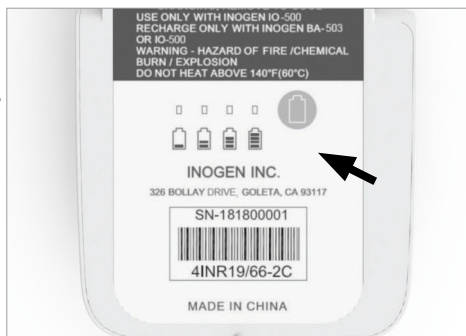 USE ONLY WITH INOGEN IO-500
RECHARGE ONLY WITH INOGEN BA-503
OR IO-500
WARNING - HAZARD OF FIRE /CHEMICAL
BURN / EXPLOSION
DO NOT HEAT ABOVE 140°F(60°C)
INOGEN INC.
326 BOLLAY DRIVE, GOLETA, CA 93117
SN-181800001
4INR19/66-2C
MADE IN CHINA